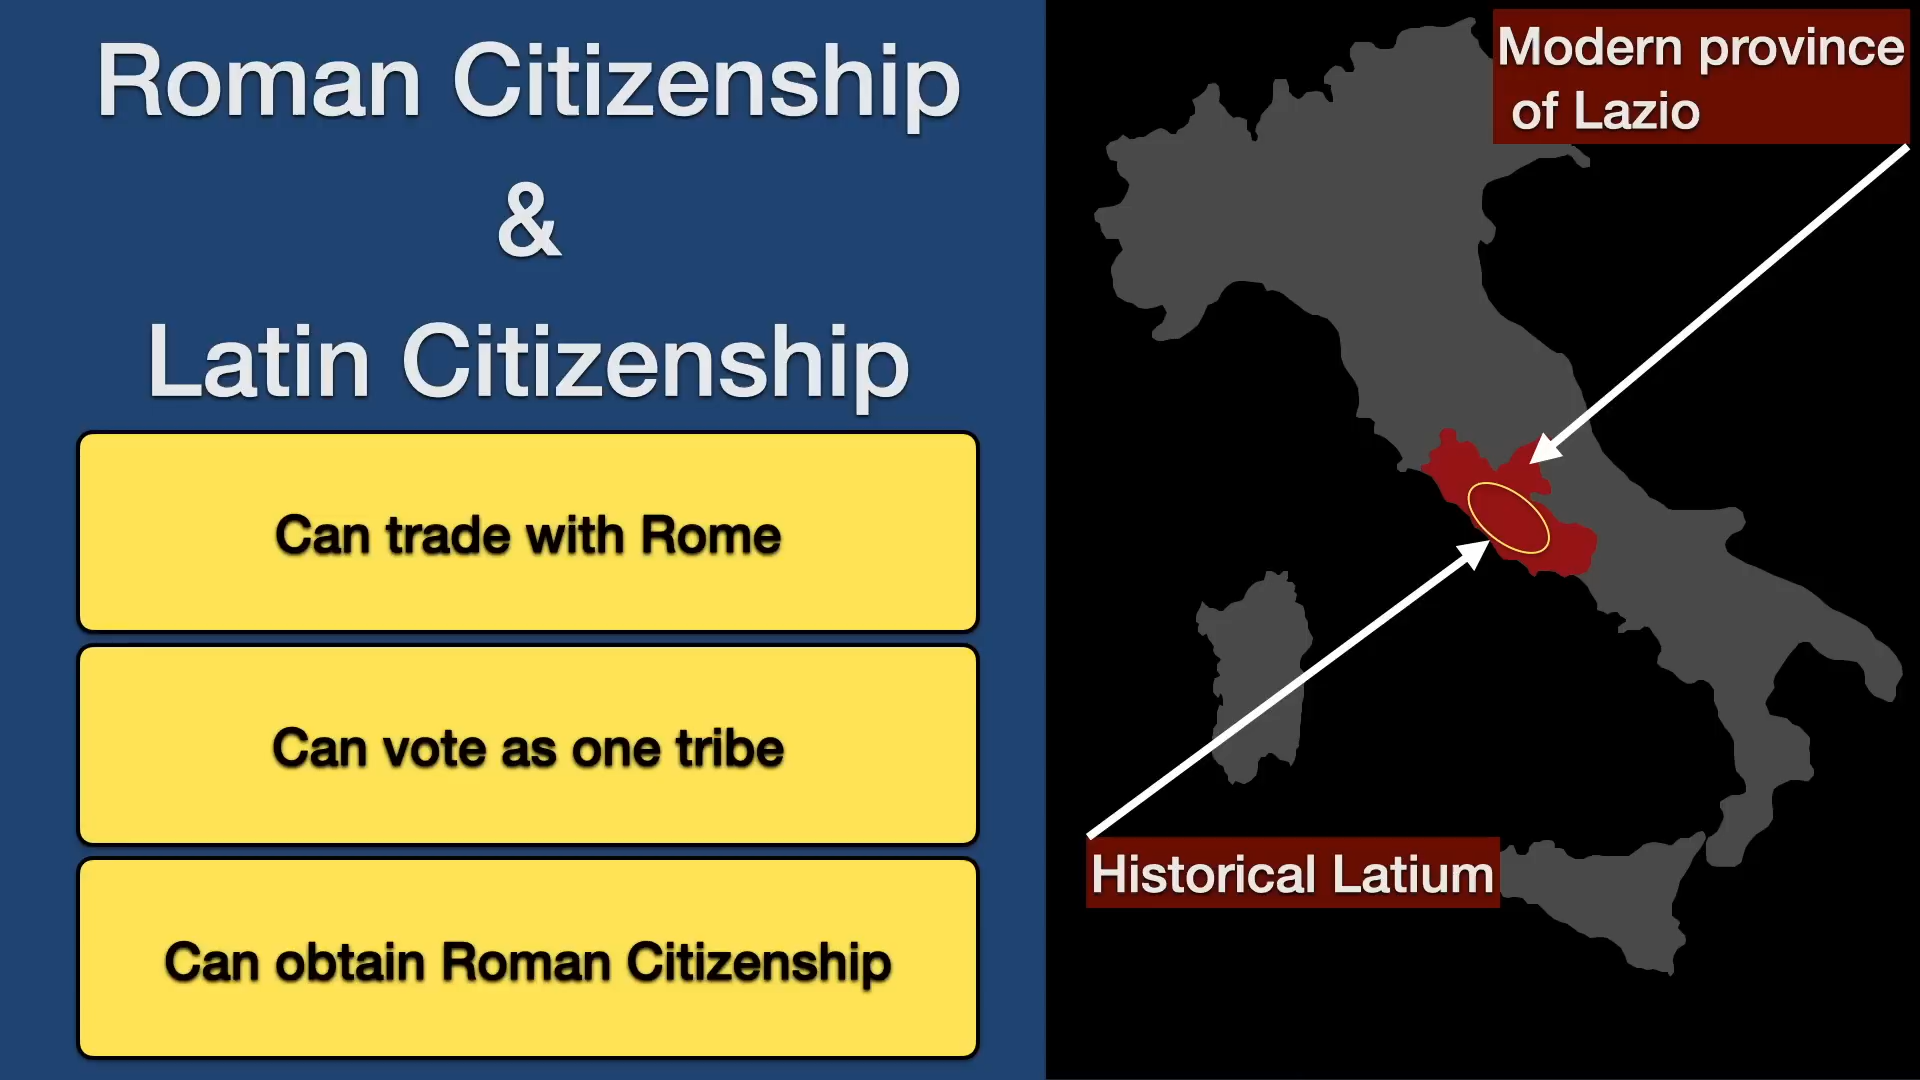 Roman Citizenship
&
Latin Citizenship
Can trade with Rome
Can vote as one tribe
Can obtain Roman Citizenship
Modern province
of Lazio
Historical Latium